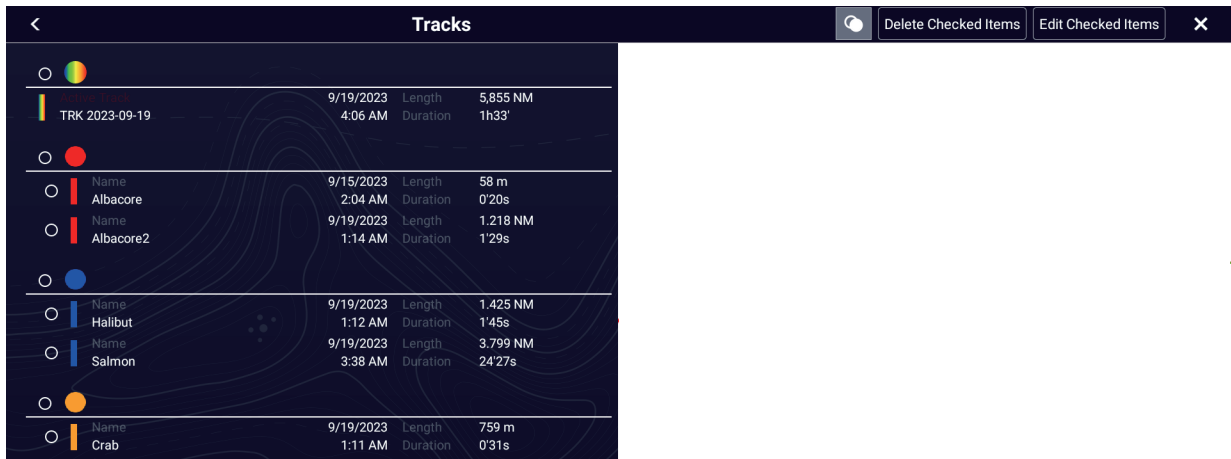 Tracks
Delete Checked Items
Edit Checked Items
Active Track 9/19/2023 Length 5,855 NM
TRK 2023-09-19 4:06 AM Duration 1h33'
Name 9/15/2023 Length 58 m
Albacore 2:04 AM Duration 0'20s
Name 9/19/2023 Length 1.218 NM
Albacore2 1:14 AM Duration 1'29s
Name 9/19/2023 Length 1.425 NM
Halibut 1:12 AM Duration 1'45s
Name 9/19/2023 Length 3.799 NM
Salmon 3:38 AM Duration 24'27s
Name 9/19/2023 Length 759 m
Crab 1:11 AM Duration 0'31s